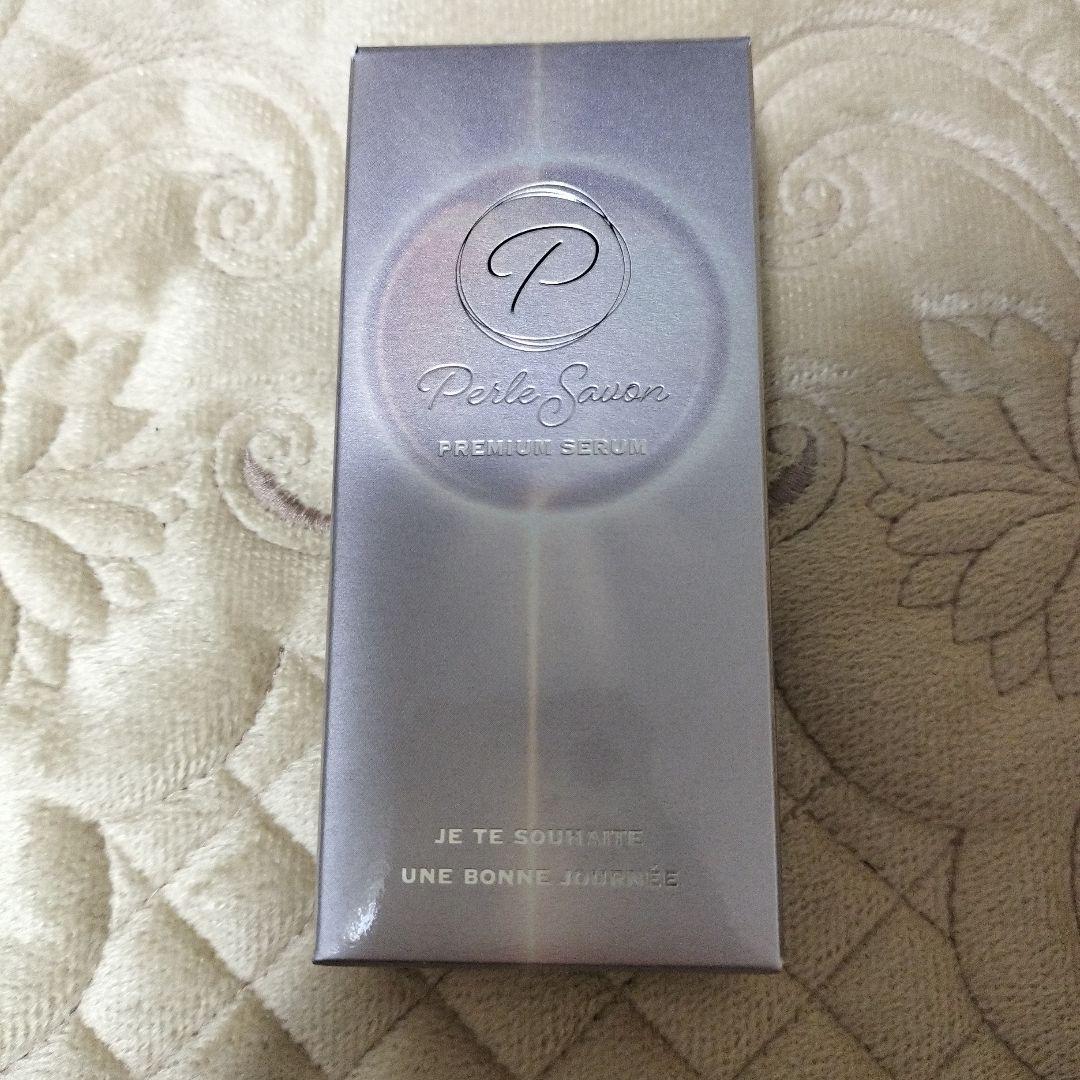 P
Perle Savon
PREMIUM SERUM
JE TE SOUHAITE
UNE BONNE JOURNÉE